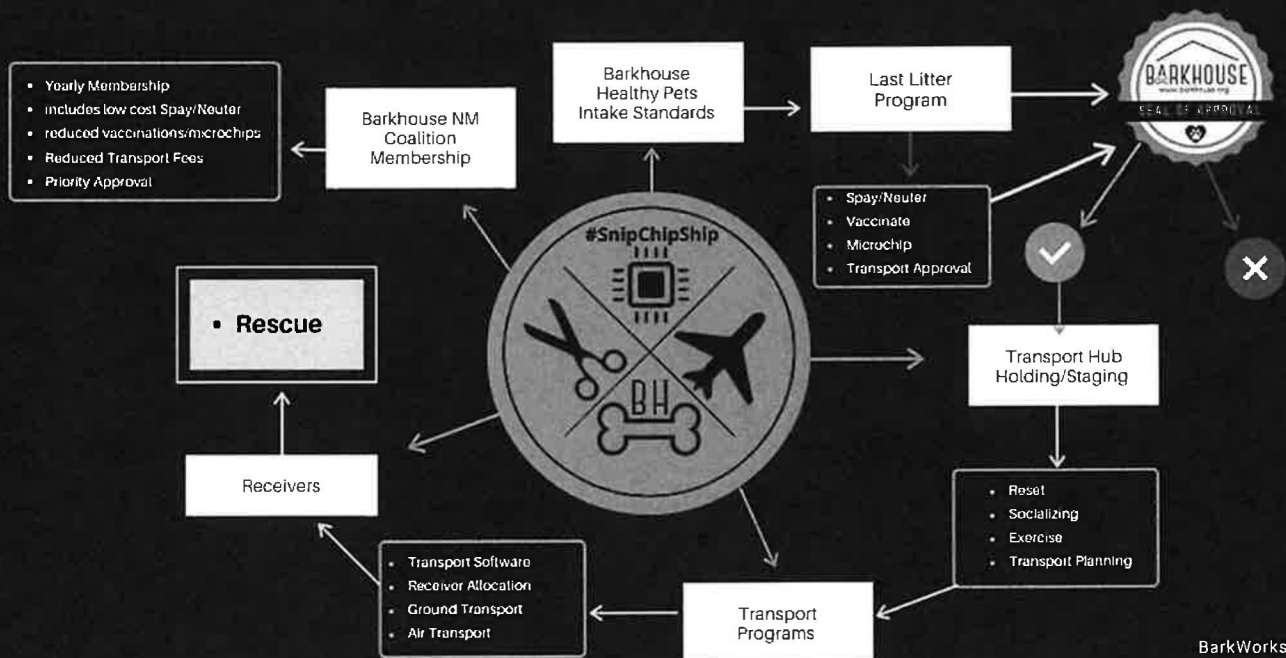 Yearly Membership
includes low cost Spay/Neuter
reduced vaccinations/microchips
Reduced Transport Fees
Priority Approval
Barkhouse NM
Coalition
Membership
Barkhouse
Healthy Pets
Intake Standards
Last Litter
Program
BARKHOUSE
www.barkhouse.org
SEAL OF APPROVAL
Spay/Neuter
Vaccinate
Microchip
Transport Approval
#SnipChipShip
BH
Rescue
Transport Hub
Holding/Staging
Receivers
Reset
Socializing
Exercise
Transport Planning
Transport Software
Receiver Allocation
Ground Transport
Air Transport
Transport
Programs
BarkWorks